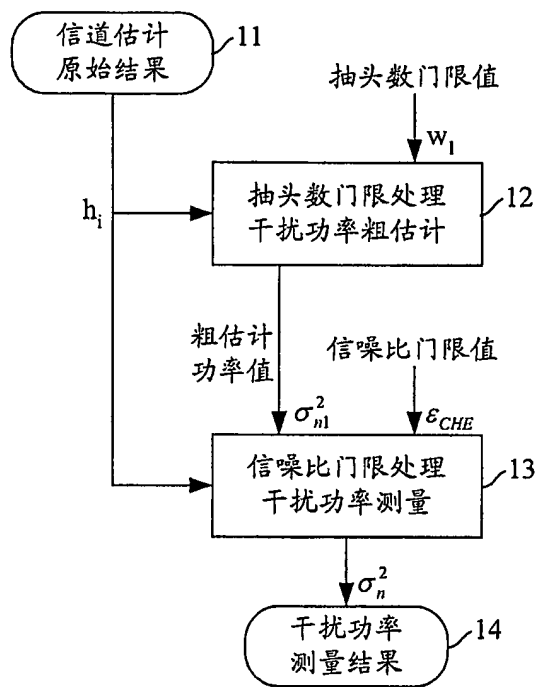 信道估计
原始结果
11
抽头数门限值
w1
hi
抽头数门限处理
干扰功率粗估计
12
粗估计
功率值
信噪比门限值
σ²n1
εCHE
信噪比门限处理
干扰功率测量
13
σ²n
干扰功率
测量结果
14